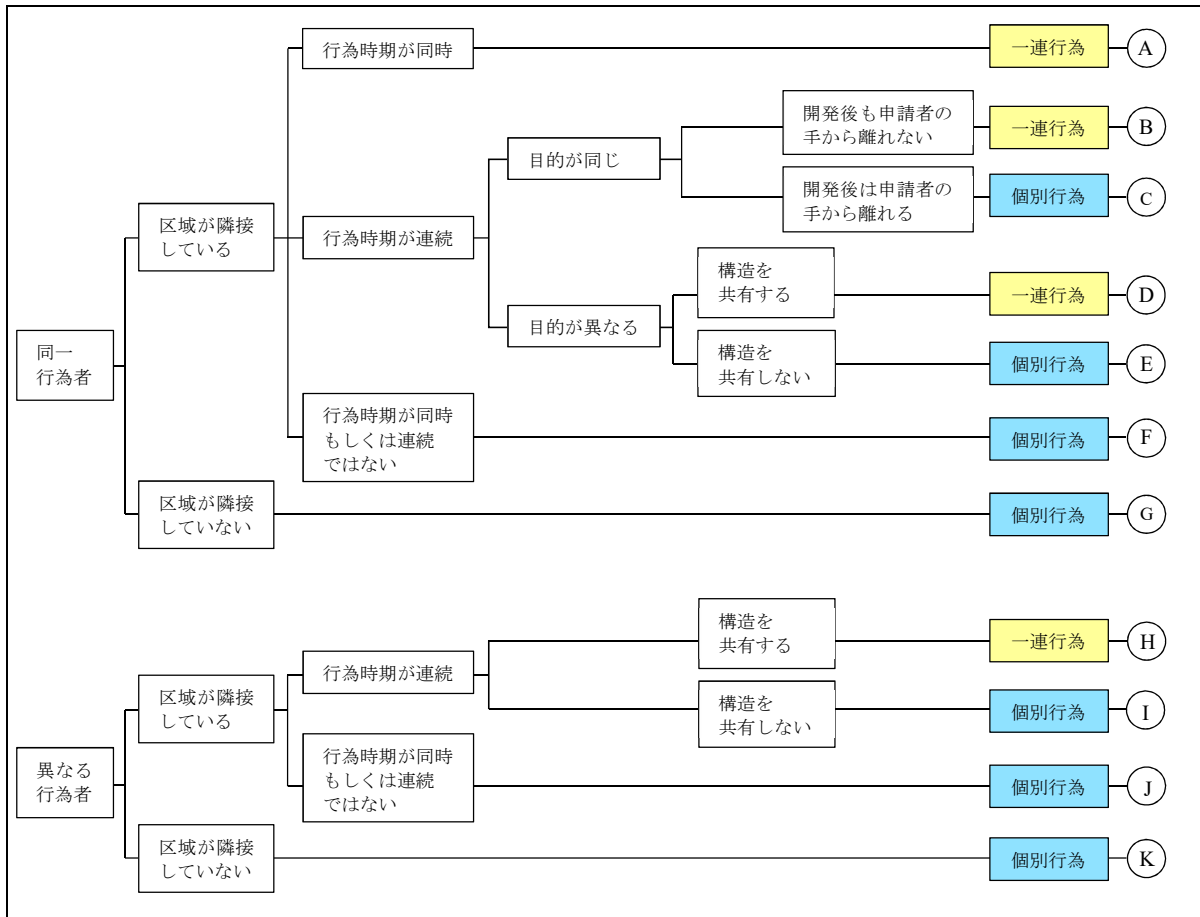 行為時期が同時
一連行為
A
開発後も申請者の
手から離れない
一連行為
B
目的が同じ
開発後は申請者の
手から離れる
個別行為
C
区域が隣接
している
行為時期が連続
構造を
共有する
一連行為
D
目的が異なる
構造を
共有しない
個別行為
E
同一
行為者
行為時期が同時
もしくは連続
ではない
個別行為
F
区域が隣接
していない
個別行為
G
構造を
共有する
一連行為
H
行為時期が連続
区域が隣接
している
構造を
共有しない
個別行為
I
異なる
行為者
行為時期が同時
もしくは連続
ではない
個別行為
J
区域が隣接
していない
個別行為
K